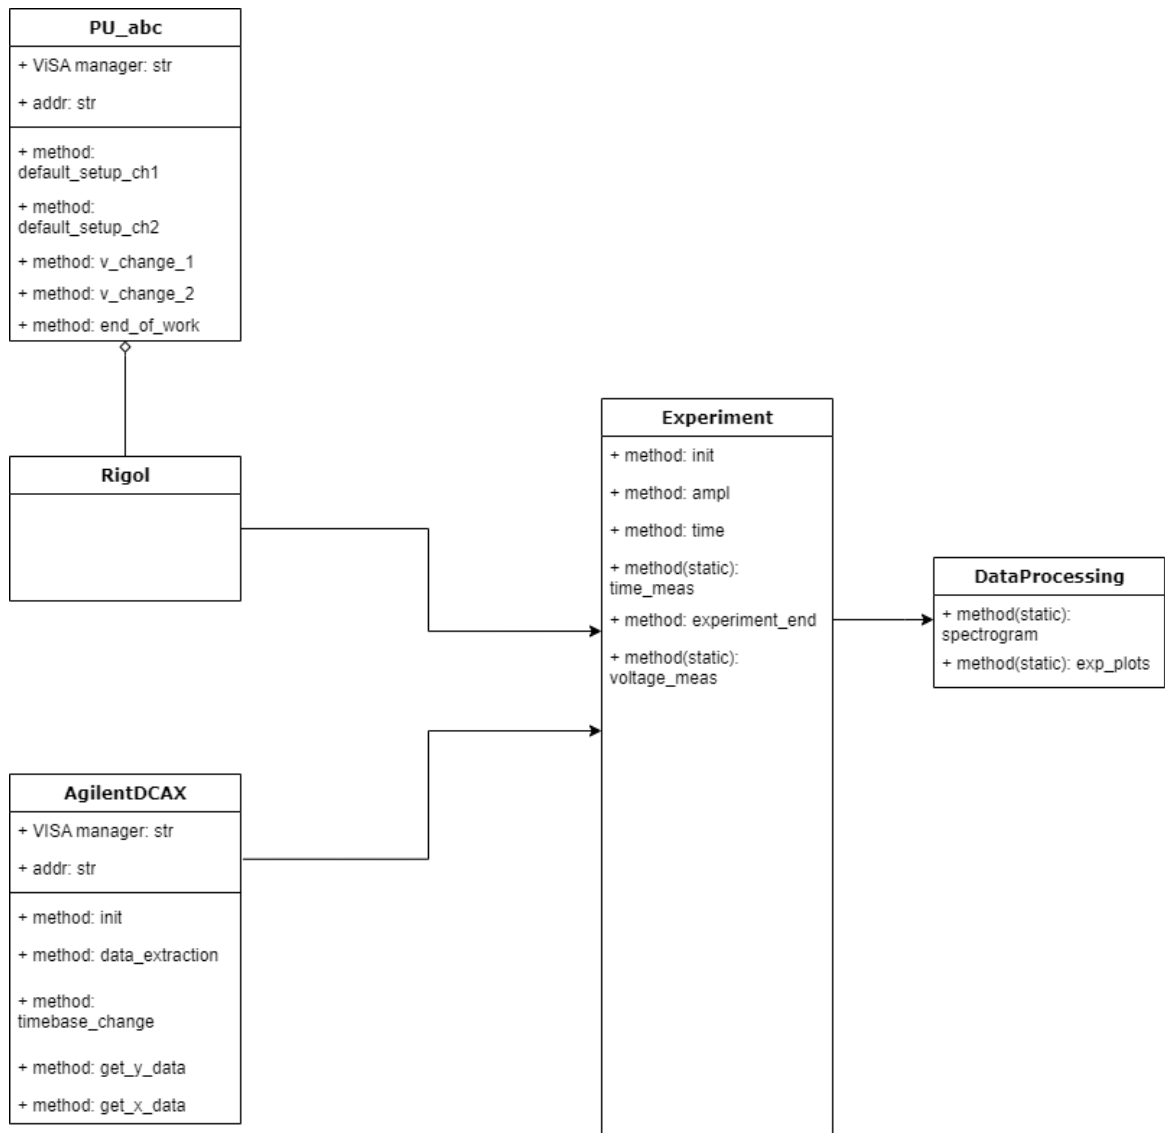 PU_abc
+ ViSA manager: str
+ addr: str
+ method:
default_setup_ch1
+ method:
default_setup_ch2
+ method: v_change_1
+ method: v_change_2
+ method: end_of_work
Rigol
AgilentDCAX
+ VISA manager: str
+ addr: str
+ method: init
+ method: data_extraction
+ method:
timebase_change
+ method: get_y_data
+ method: get_x_data
Experiment
+ method: init
+ method: ampl
+ method: time
+ method(static):
time_meas
+ method: experiment_end
+ method(static):
voltage_meas
DataProcessing
+ method(static):
spectrogram
+ method(static): exp_plots